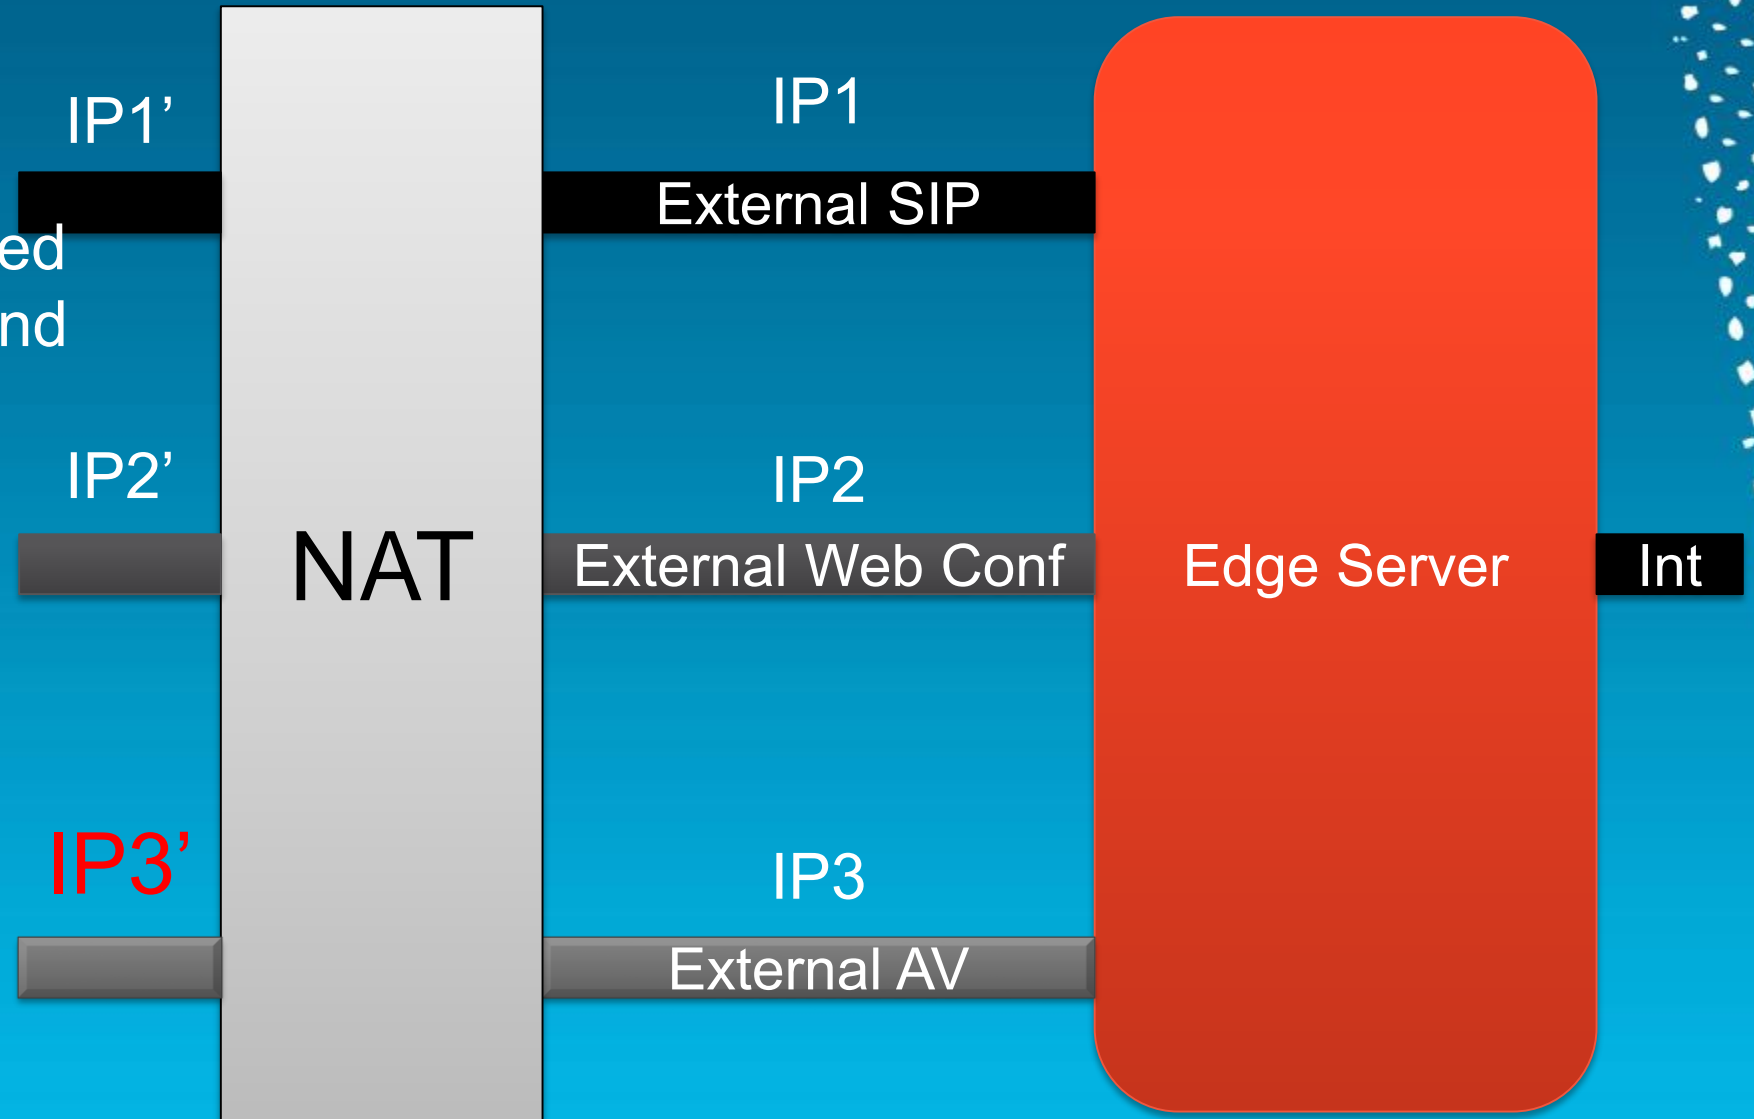 IP1’
IP1
External SIP
ed
nd
IP2’
IP2
NAT
External Web Conf
Edge Server
Int
IP3’
IP3
External AV